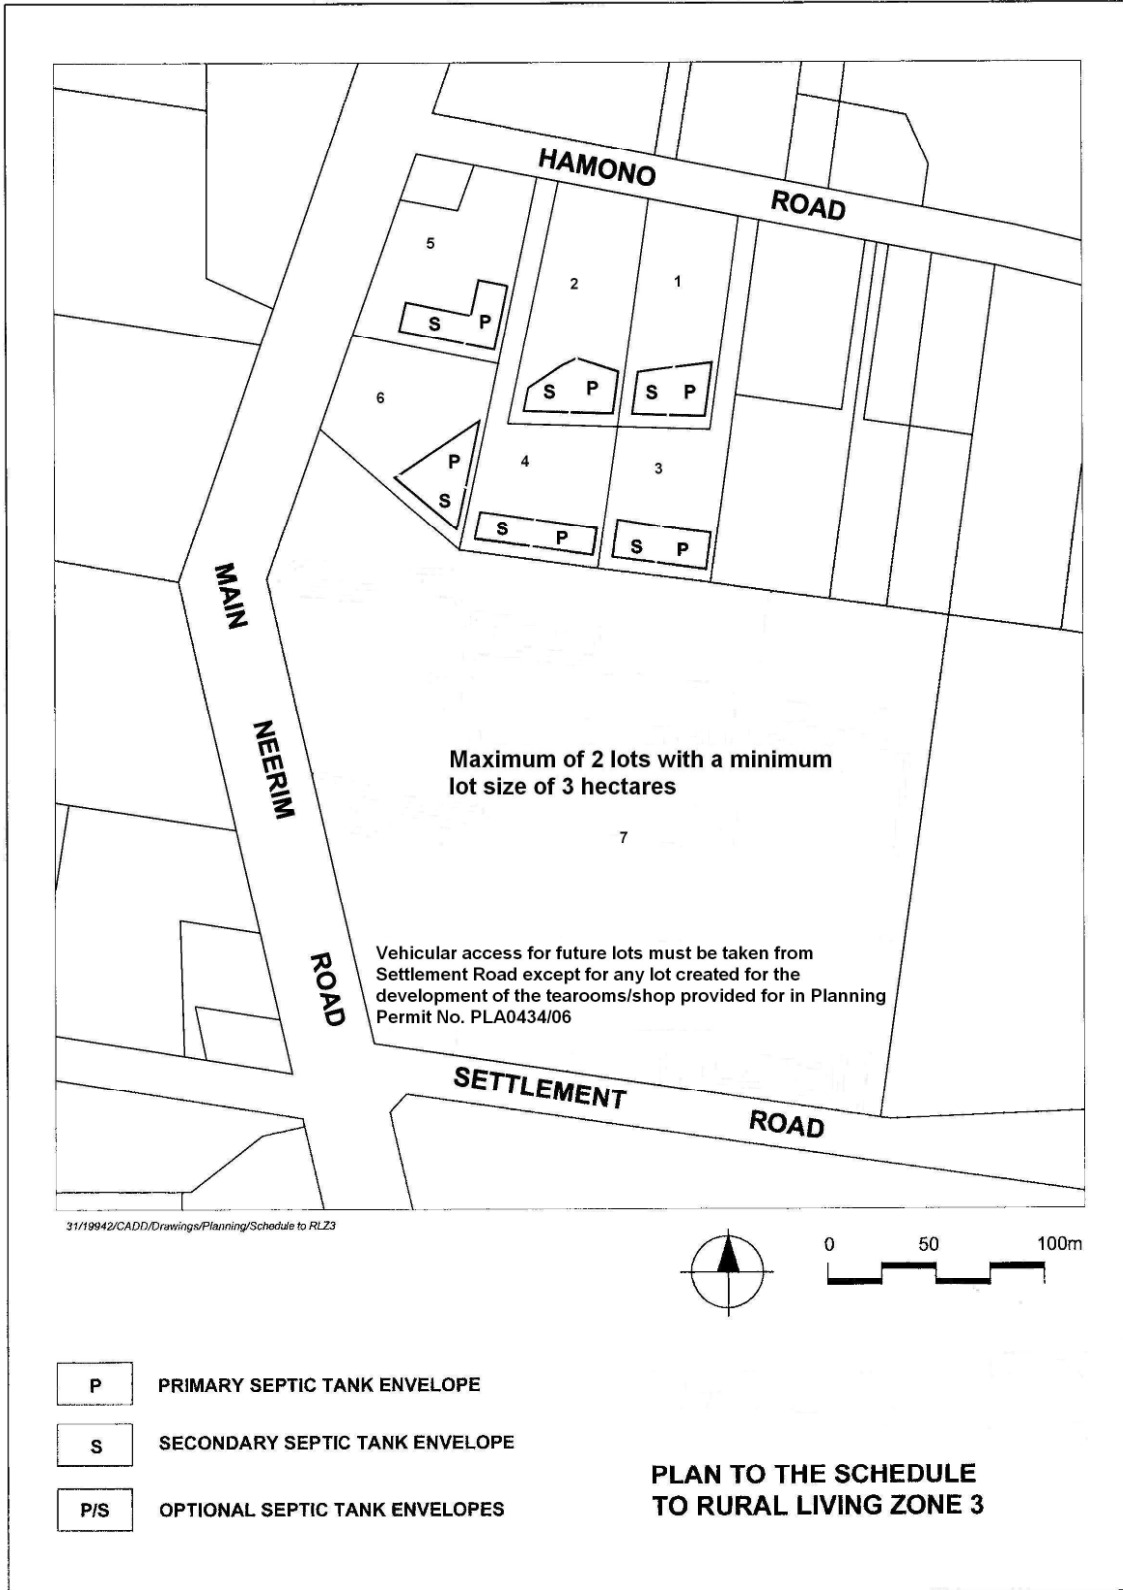 HAMONO ROAD
5
2
1
S P
6
S P
S P
P
S
4
3
S P
S P
MAIN NEERIM ROAD
Maximum of 2 lots with a minimum
lot size of 3 hectares
7
Vehicular access for future lots must be taken from
Settlement Road except for any lot created for the
development of the tearooms/shop provided for in Planning
Permit No. PLA0434/06
SETTLEMENT ROAD
31/19942/CADD/Drawings/Planning/Schedule to RLZ3
0 50 100m
P PRIMARY SEPTIC TANK ENVELOPE
S SECONDARY SEPTIC TANK ENVELOPE
P/S OPTIONAL SEPTIC TANK ENVELOPES
PLAN TO THE SCHEDULE
TO RURAL LIVING ZONE 3